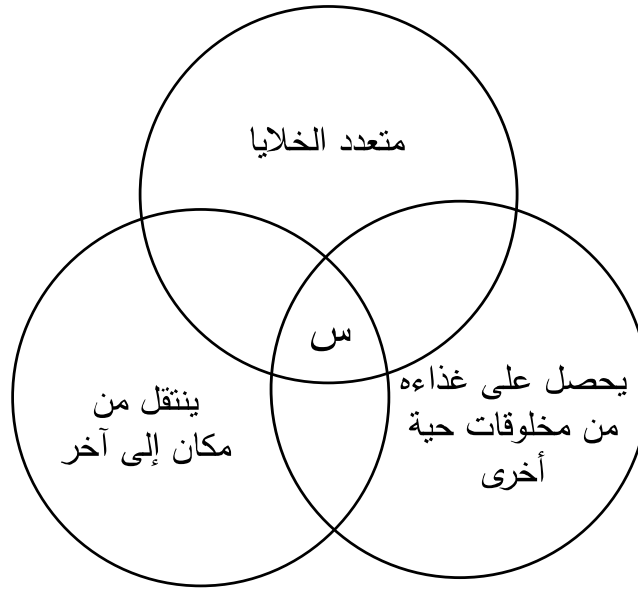 متعدد الخلايا
س
يحصل على غذاءه
من مخلوقات حية
أخرى
ينتقل من
مكان إلى آخر